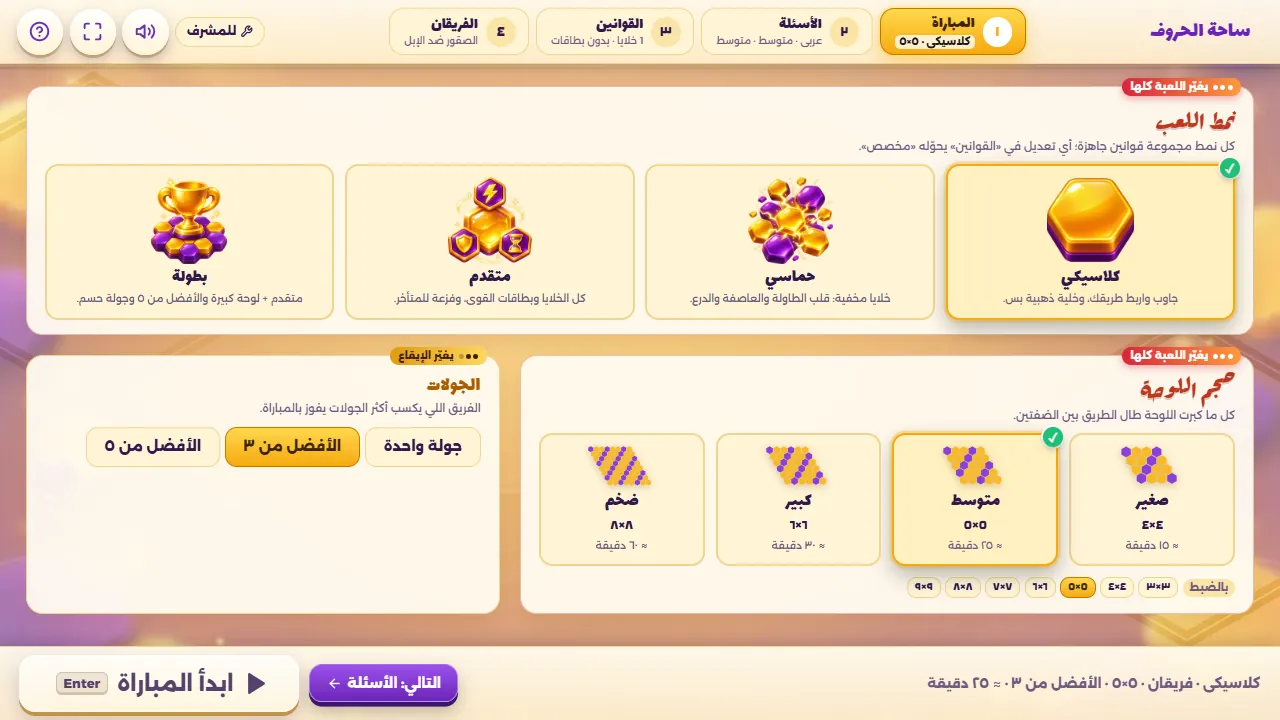 ساحة الحروف
١
المباراة
كلاسيكي · ٥×٥
٢
الأسئلة
عربي · متوسط · متوسط
٣
القوانين
1 خلايا · بدون بطاقات
٤
الفريقان
الصقور ضد الإبل
للمشرف
يغيّر اللعبة كلها
نمط اللعب
كل نمط مجموعة قوانين جاهزة؛ أي تعديل في «القوانين» يحوّله «مخصص».
كلاسيكي
جاوب واربط طريقك، وخلية ذهبية بس.
حماسي
خلايا مخفية: قلب الطاولة والعاصفة والدرع.
متقدم
كل الخلايا وبطاقات القوى، وفزعة للمتأخر.
بطولة
متقدم + لوحة كبيرة والأفضل من ٥ وجولة حسم.
يغيّر اللعبة كلها
حجم اللوحة
كل ما كبرت اللوحة طال الطريق بين الضفتين.
صغير
٤×٤
≈ ١٥ دقيقة
متوسط
٥×٥
≈ ٢٥ دقيقة
كبير
٦×٦
≈ ٣٠ دقيقة
ضخم
٨×٨
≈ ٦٠ دقيقة
بالضبط ٣×٣ ٤×٤ ٥×٥ ٦×٦ ٧×٧ ٨×٨ ٩×٩
يغيّر الإيقاع
الجولات
الفريق اللي يكسب أكثر الجولات يفوز بالمباراة.
جولة واحدة الأفضل من ٣ الأفضل من ٥
كلاسيكي · فريقان · ٥×٥ · الأفضل من ٣ · ≈ ٢٥ دقيقة
التالي: الأسئلة ←
ابدأ المباراة Enter